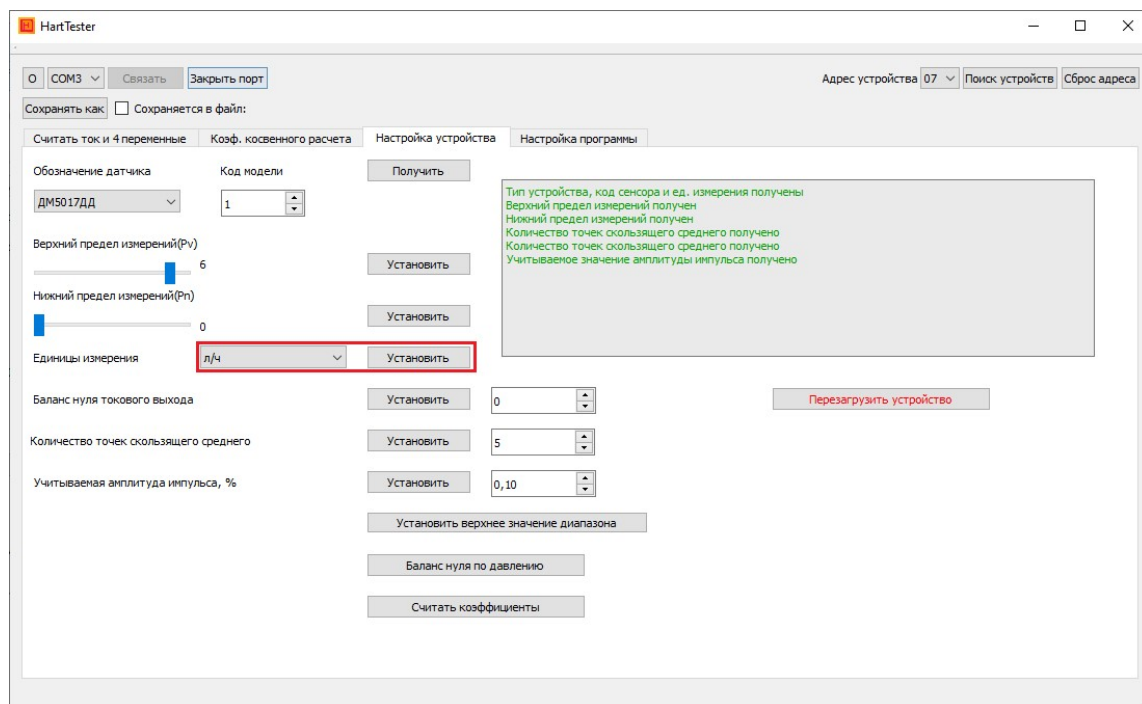 HartTester
О COM3 Связать Закрыть порт Адрес устройства 07 Поиск устройств Сброс адреса
Сохранять как Сохраняется в файл:
Считать ток и 4 переменные Коэф. косвенного расчета Настройка устройства Настройка программы
Обозначение датчика Код модели Получить
ДМ5017ДД 1
Тип устройства, код сенсора и ед. измерения получены
Верхний предел измерений получен
Нижний предел измерений получен
Количество точек скользящего среднего получено
Количество точек скользящего среднего получено
Учитываемое значение амплитуды импульса получено
Верхний предел измерений(Pv)
6 Установить
Нижний предел измерений(Pn)
0 Установить
Единицы измерения л/ч Установить
Баланс нуля токового выхода Установить 0 Перезагрузить устройство
Количество точек скользящего среднего Установить 5
Учитываемая амплитуда импульса, % Установить 0,10
Установить верхнее значение диапазона
Баланс нуля по давлению
Считать коэффициенты